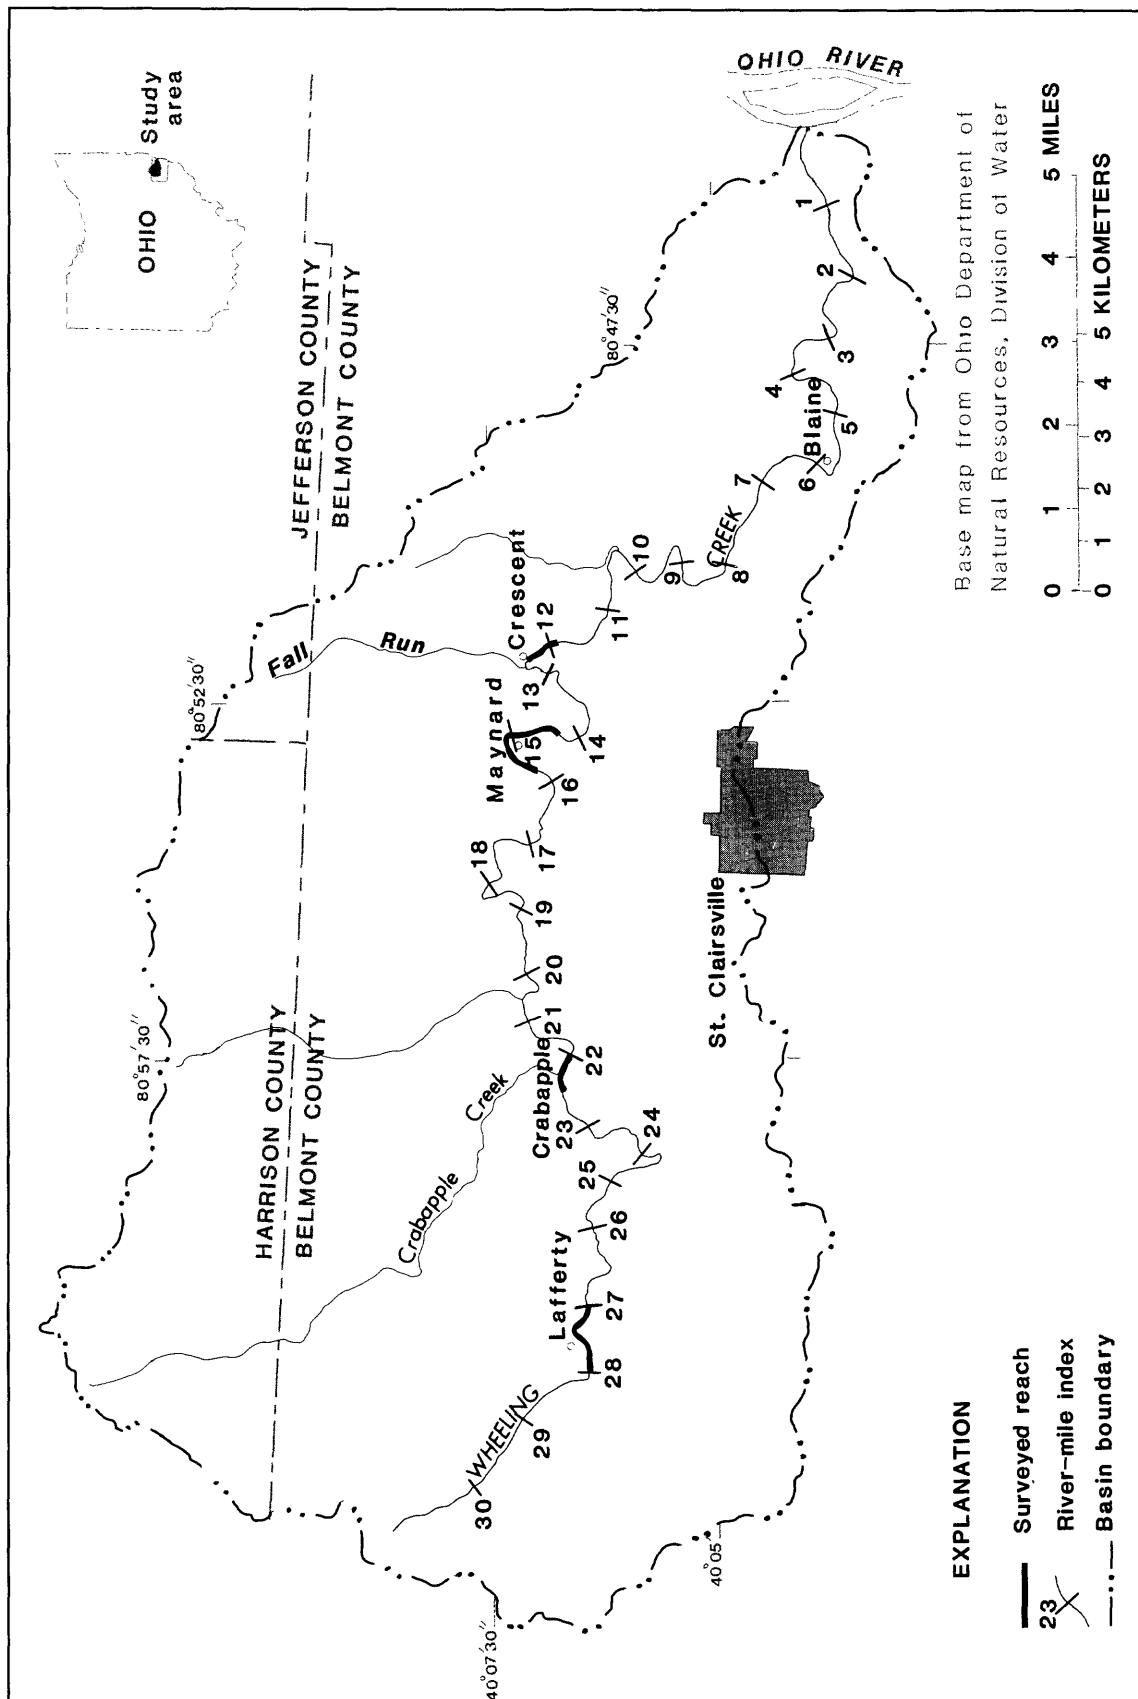 OHIO
Study
area
OHIO RIVER
JEFFERSON COUNTY
BELMONT COUNTY
HARRISON COUNTY
BELMONT COUNTY
80°57'30"
80°52'30"
80°47'30"
40°07'30"
40°05'
Fall Run
Crabapple Creek
WHEELING CREEK
Lafferty
Crabapple
Maynard
Crescent
Blaine
St. Clairsville
30
29
28
27
26
25
24
23
22
21
20
19
18
17
16
15
14
13
12
11
10
9
8
7
6
5
4
3
2
1
EXPLANATION
Surveyed reach
23 River-mile index
Basin boundary
Base map from Ohio Department of
Natural Resources, Division of Water
0 1 2 3 4 5 MILES
0 1 2 3 4 5 KILOMETERS